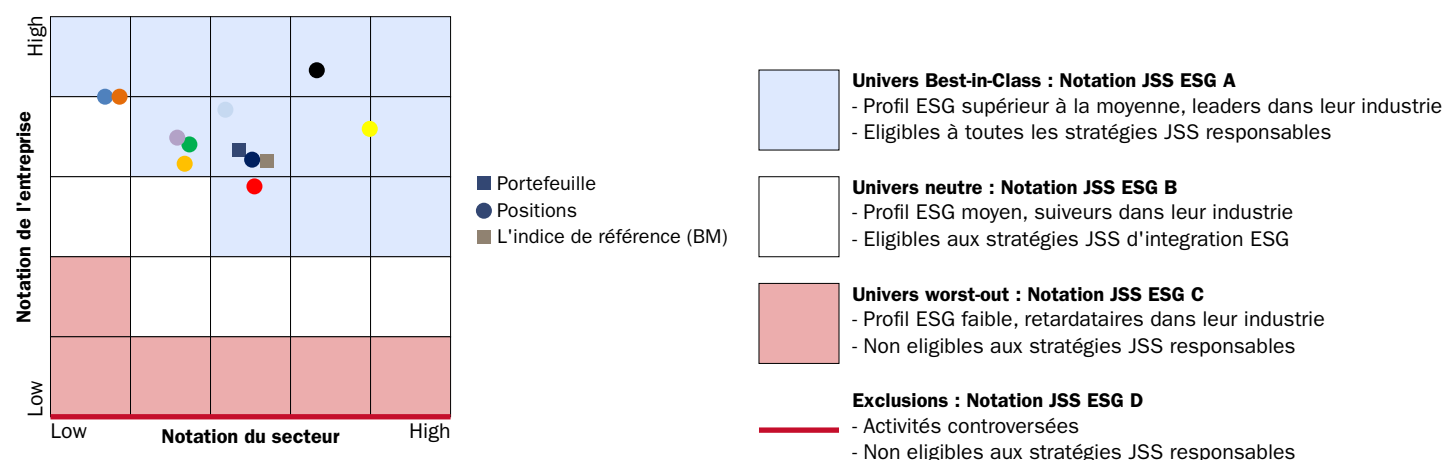 High
Notation de l'entreprise
Low
Low
Notation du secteur
High
Portefeuille
Positions
L'indice de référence (BM)
Univers Best-in-Class : Notation JSS ESG A
- Profil ESG supérieur à la moyenne, leaders dans leur industrie
- Eligibles à toutes les stratégies JSS responsables
Univers neutre : Notation JSS ESG B
- Profil ESG moyen, suiveurs dans leur industrie
- Eligibles aux stratégies JSS d'integration ESG
Univers worst-out : Notation JSS ESG C
- Profil ESG faible, retardataires dans leur industrie
- Non eligibles aux stratégies JSS responsables
Exclusions : Notation JSS ESG D
- Activités controversées
- Non eligibles aux stratégies JSS responsables